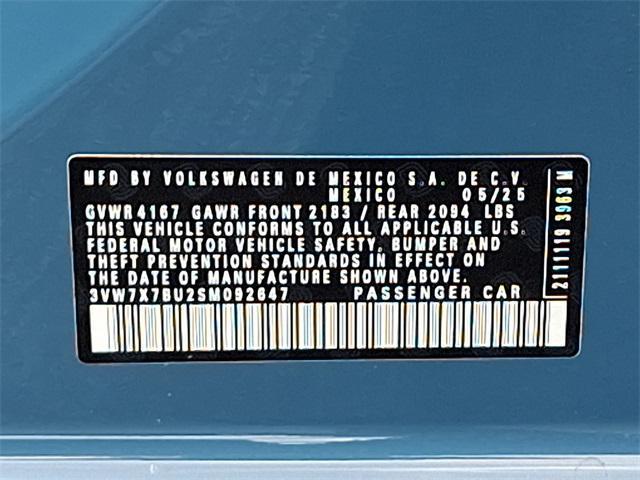 MFD BY VOLKSWAGEN DE MEXICO S.A. DE C.V.
MEXICO 05/25
GVWR 4167 GAWR FRONT 2183 / REAR 2094 LBS
THIS VEHICLE CONFORMS TO ALL APPLICABLE U.S.
FEDERAL MOTOR VEHICLE SAFETY, BUMPER AND
THEFT PREVENTION STANDARDS IN EFFECT ON
THE DATE OF MANUFACTURE SHOWN ABOVE.
3VW7X7BU2SM092647 PASSENGER CAR
2111119 3963 M